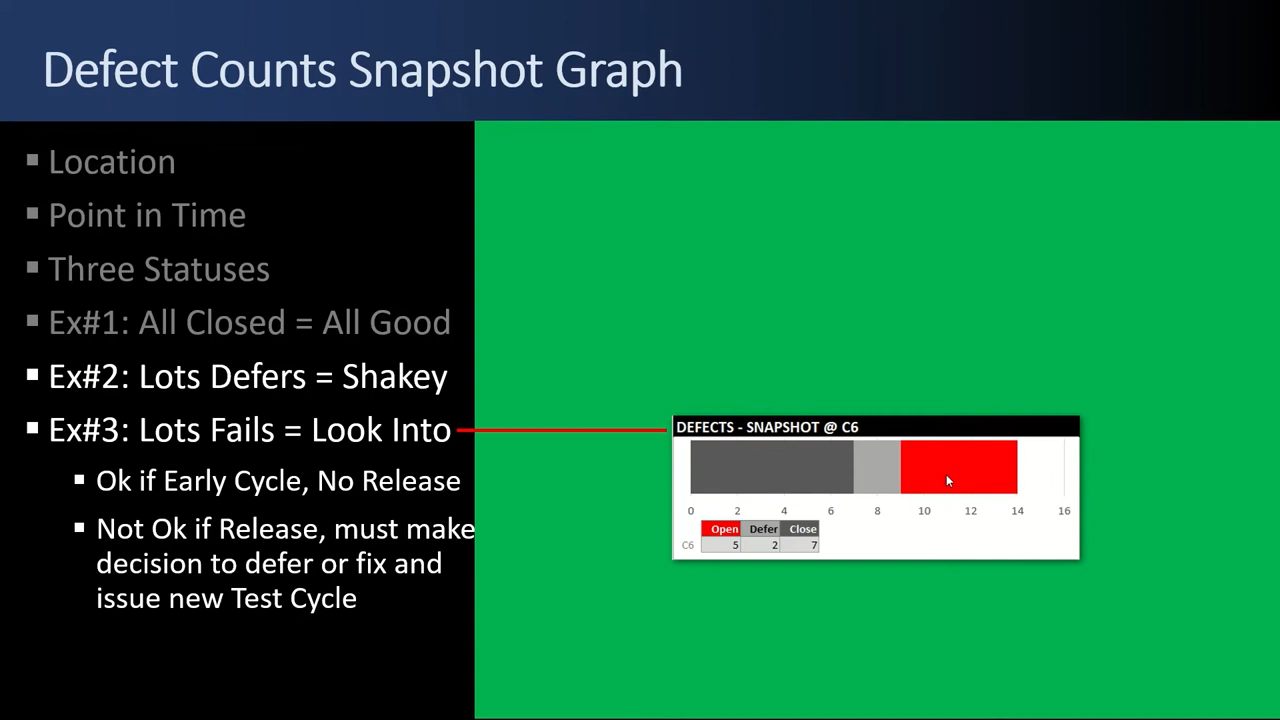 Defect Counts Snapshot Graph
Location
Point in Time
Three Statuses
Ex#1: All Closed = All Good
Ex#2: Lots Defers = Shakey
Ex#3: Lots Fails = Look Into
Ok if Early Cycle, No Release
Not Ok if Release, must make
decision to defer or fix and
issue new Test Cycle
DEFECTS - SNAPSHOT @ C6
0 2 4 6 8 10 12 14 16
Open Defer Close
C6 5 2 7